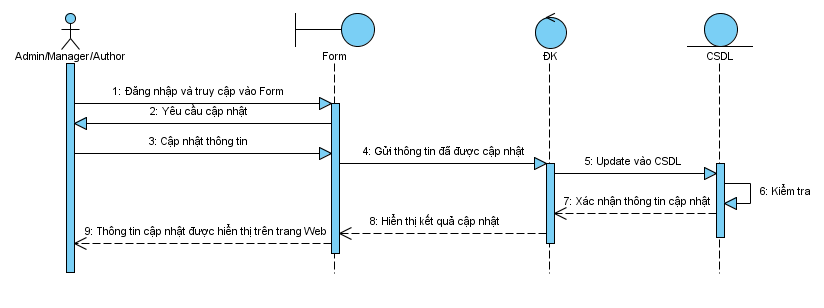 Admin/Manager/Author
Form
ĐK
CSDL
1: Đăng nhập và truy cập vào Form
2: Yêu cầu cập nhật
3: Cập nhật thông tin
4: Gửi thông tin đã được cập nhật
5: Update vào CSDL
6: Kiểm tra
7: Xác nhận thông tin cập nhật
8: Hiển thị kết quả cập nhật
9: Thông tin cập nhật được hiển thị trên trang Web